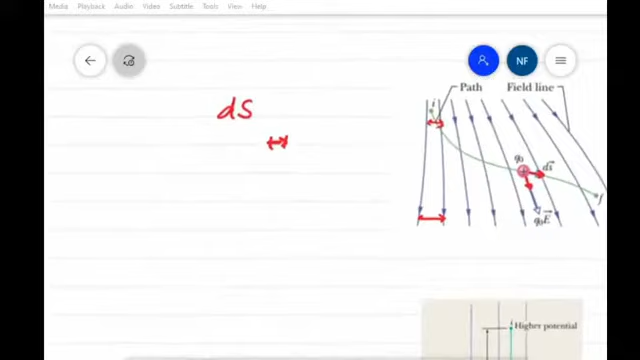 Media Playback Audio Video Subtitle Tools View Help
NF
dS
Path Field line
i
q0
ds
f
q0E
i Higher potential